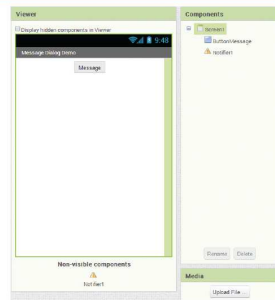 Viewer
Display hidden components in Viewer
9:48
Message Dialog Demo
Message
Non-visible components
Notifier1
Components
Screen1
ButtonMessage
Notifier1
Rename Delete
Media
Upload File ...